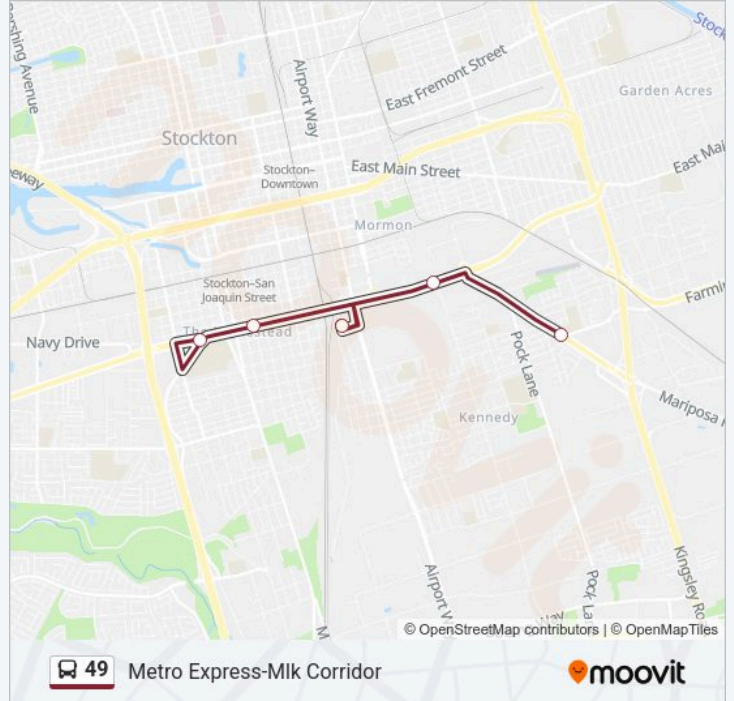 ershing Avenue
Stock
Airport Way
East Fremont Street
Garden Acres
Stockton
Stockton–
Downtown
East Main Street
East Mai
eeway
Mormon
Stockton–San
Joaquin Street
Farmi
Navy Drive
Pock Lane
Mariposa
Kennedy
Kingsley Ro
Airport W
Pock La
M
© OpenStreetMap contributors | © OpenMapTiles
49 Metro Express-Mlk Corridor
moovit